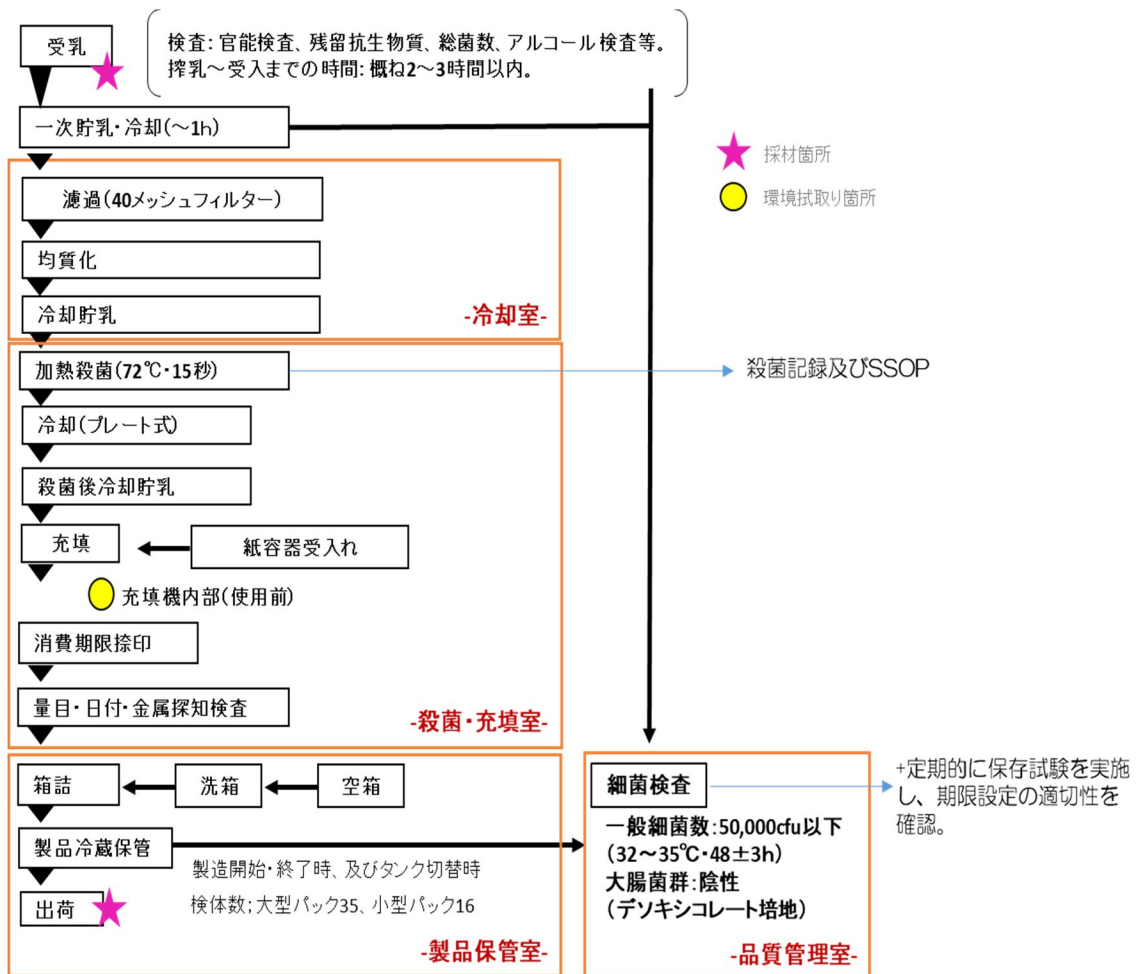 受乳
検査：官能検査、残留抗生物質、総菌数、アルコール検査等。
搾乳～受入までの時間：概ね2～3時間以内。
一次貯乳・冷却(～1h)
採材箇所
環境拭取り箇所
濾過(40メッシュフィルター)
均質化
冷却貯乳
-冷却室-
加熱殺菌(72℃・15秒)
殺菌記録及びSSOP
冷却(プレート式)
殺菌後冷却貯乳
充填
紙容器受入れ
充填機内部(使用前)
消費期限捺印
量目・日付・金属探知検査
-殺菌・充填室-
箱詰
洗箱
空箱
製品冷蔵保管
製造開始・終了時、及びタンク切替時
検体数；大型パック35、小型パック16
出荷
-製品保管室-
細菌検査
一般細菌数：50,000cfu以下
(32～35℃・48±3h)
大腸菌群：陰性
(デソキシコレート培地)
-品質管理室-
+定期的に保存試験を実施
し、期限設定の適切性を
確認。